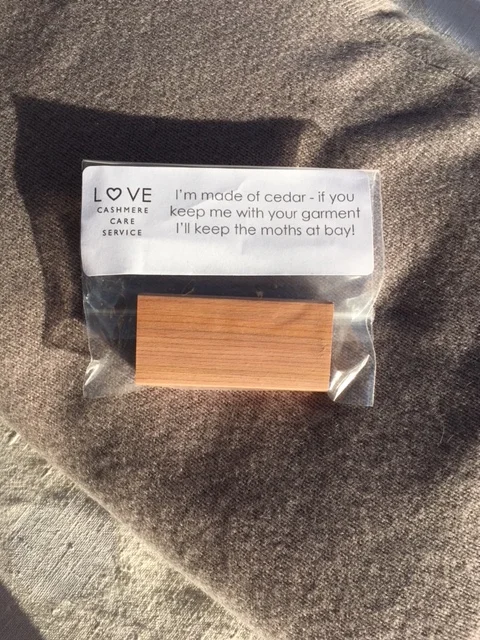 LOVE
CASHMERE
CARE
SERVICE
I'm made of cedar - if you
keep me with your garment
I'll keep the moths at bay!